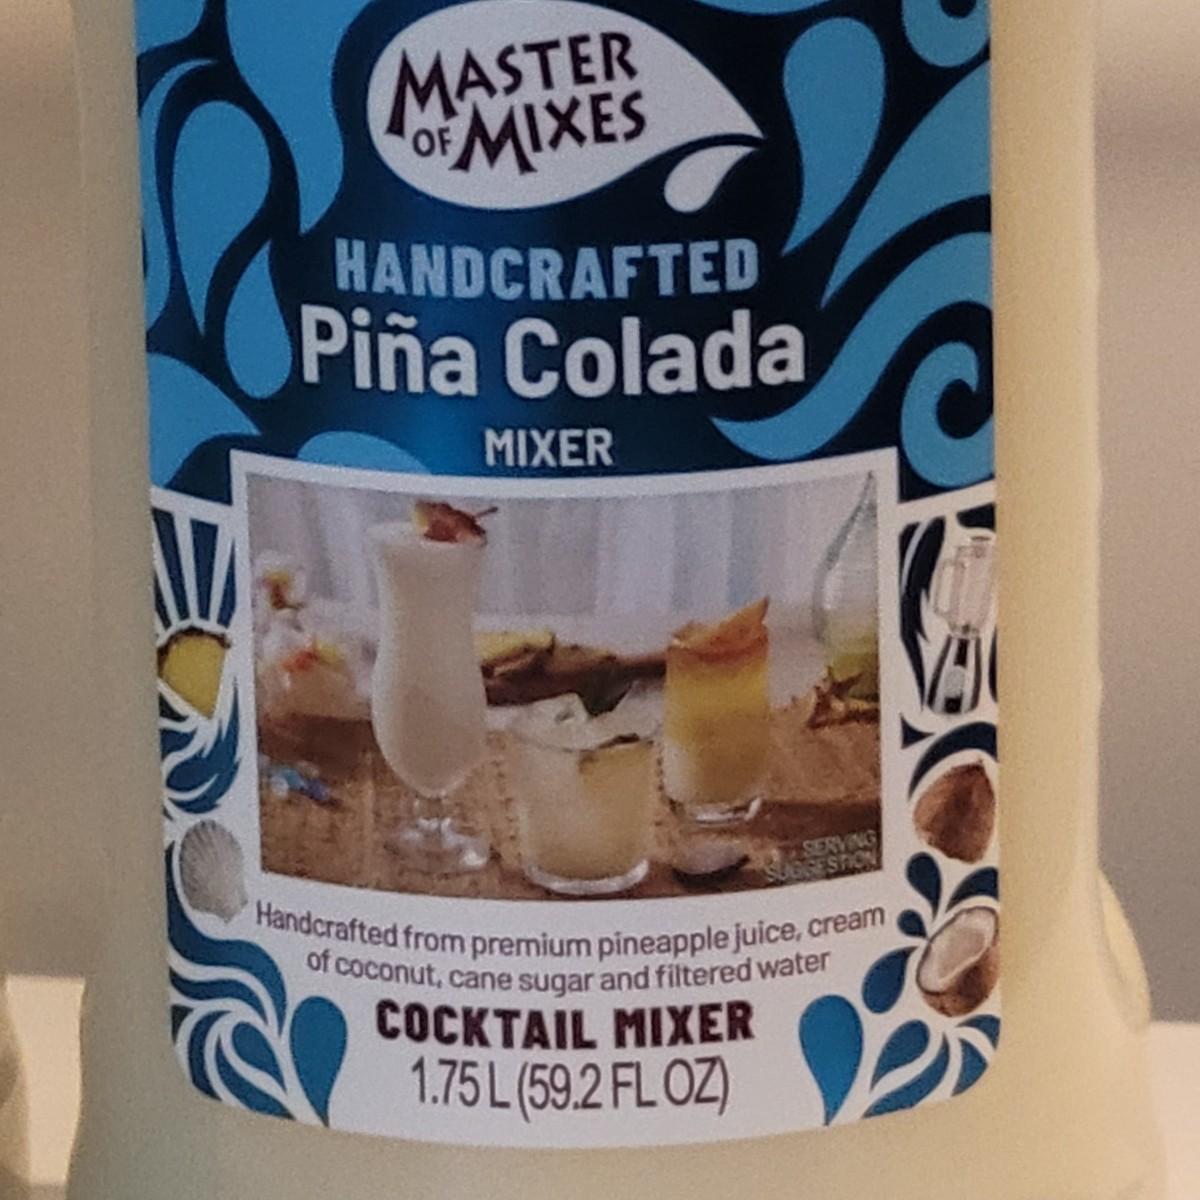 MASTER
OF MIXES
HANDCRAFTED
Piña Colada
MIXER
SERVING
SUGGESTION
Handcrafted from premium pineapple juice, cream
of coconut, cane sugar and filtered water
COCKTAIL MIXER
1.75 L (59.2 FL OZ)